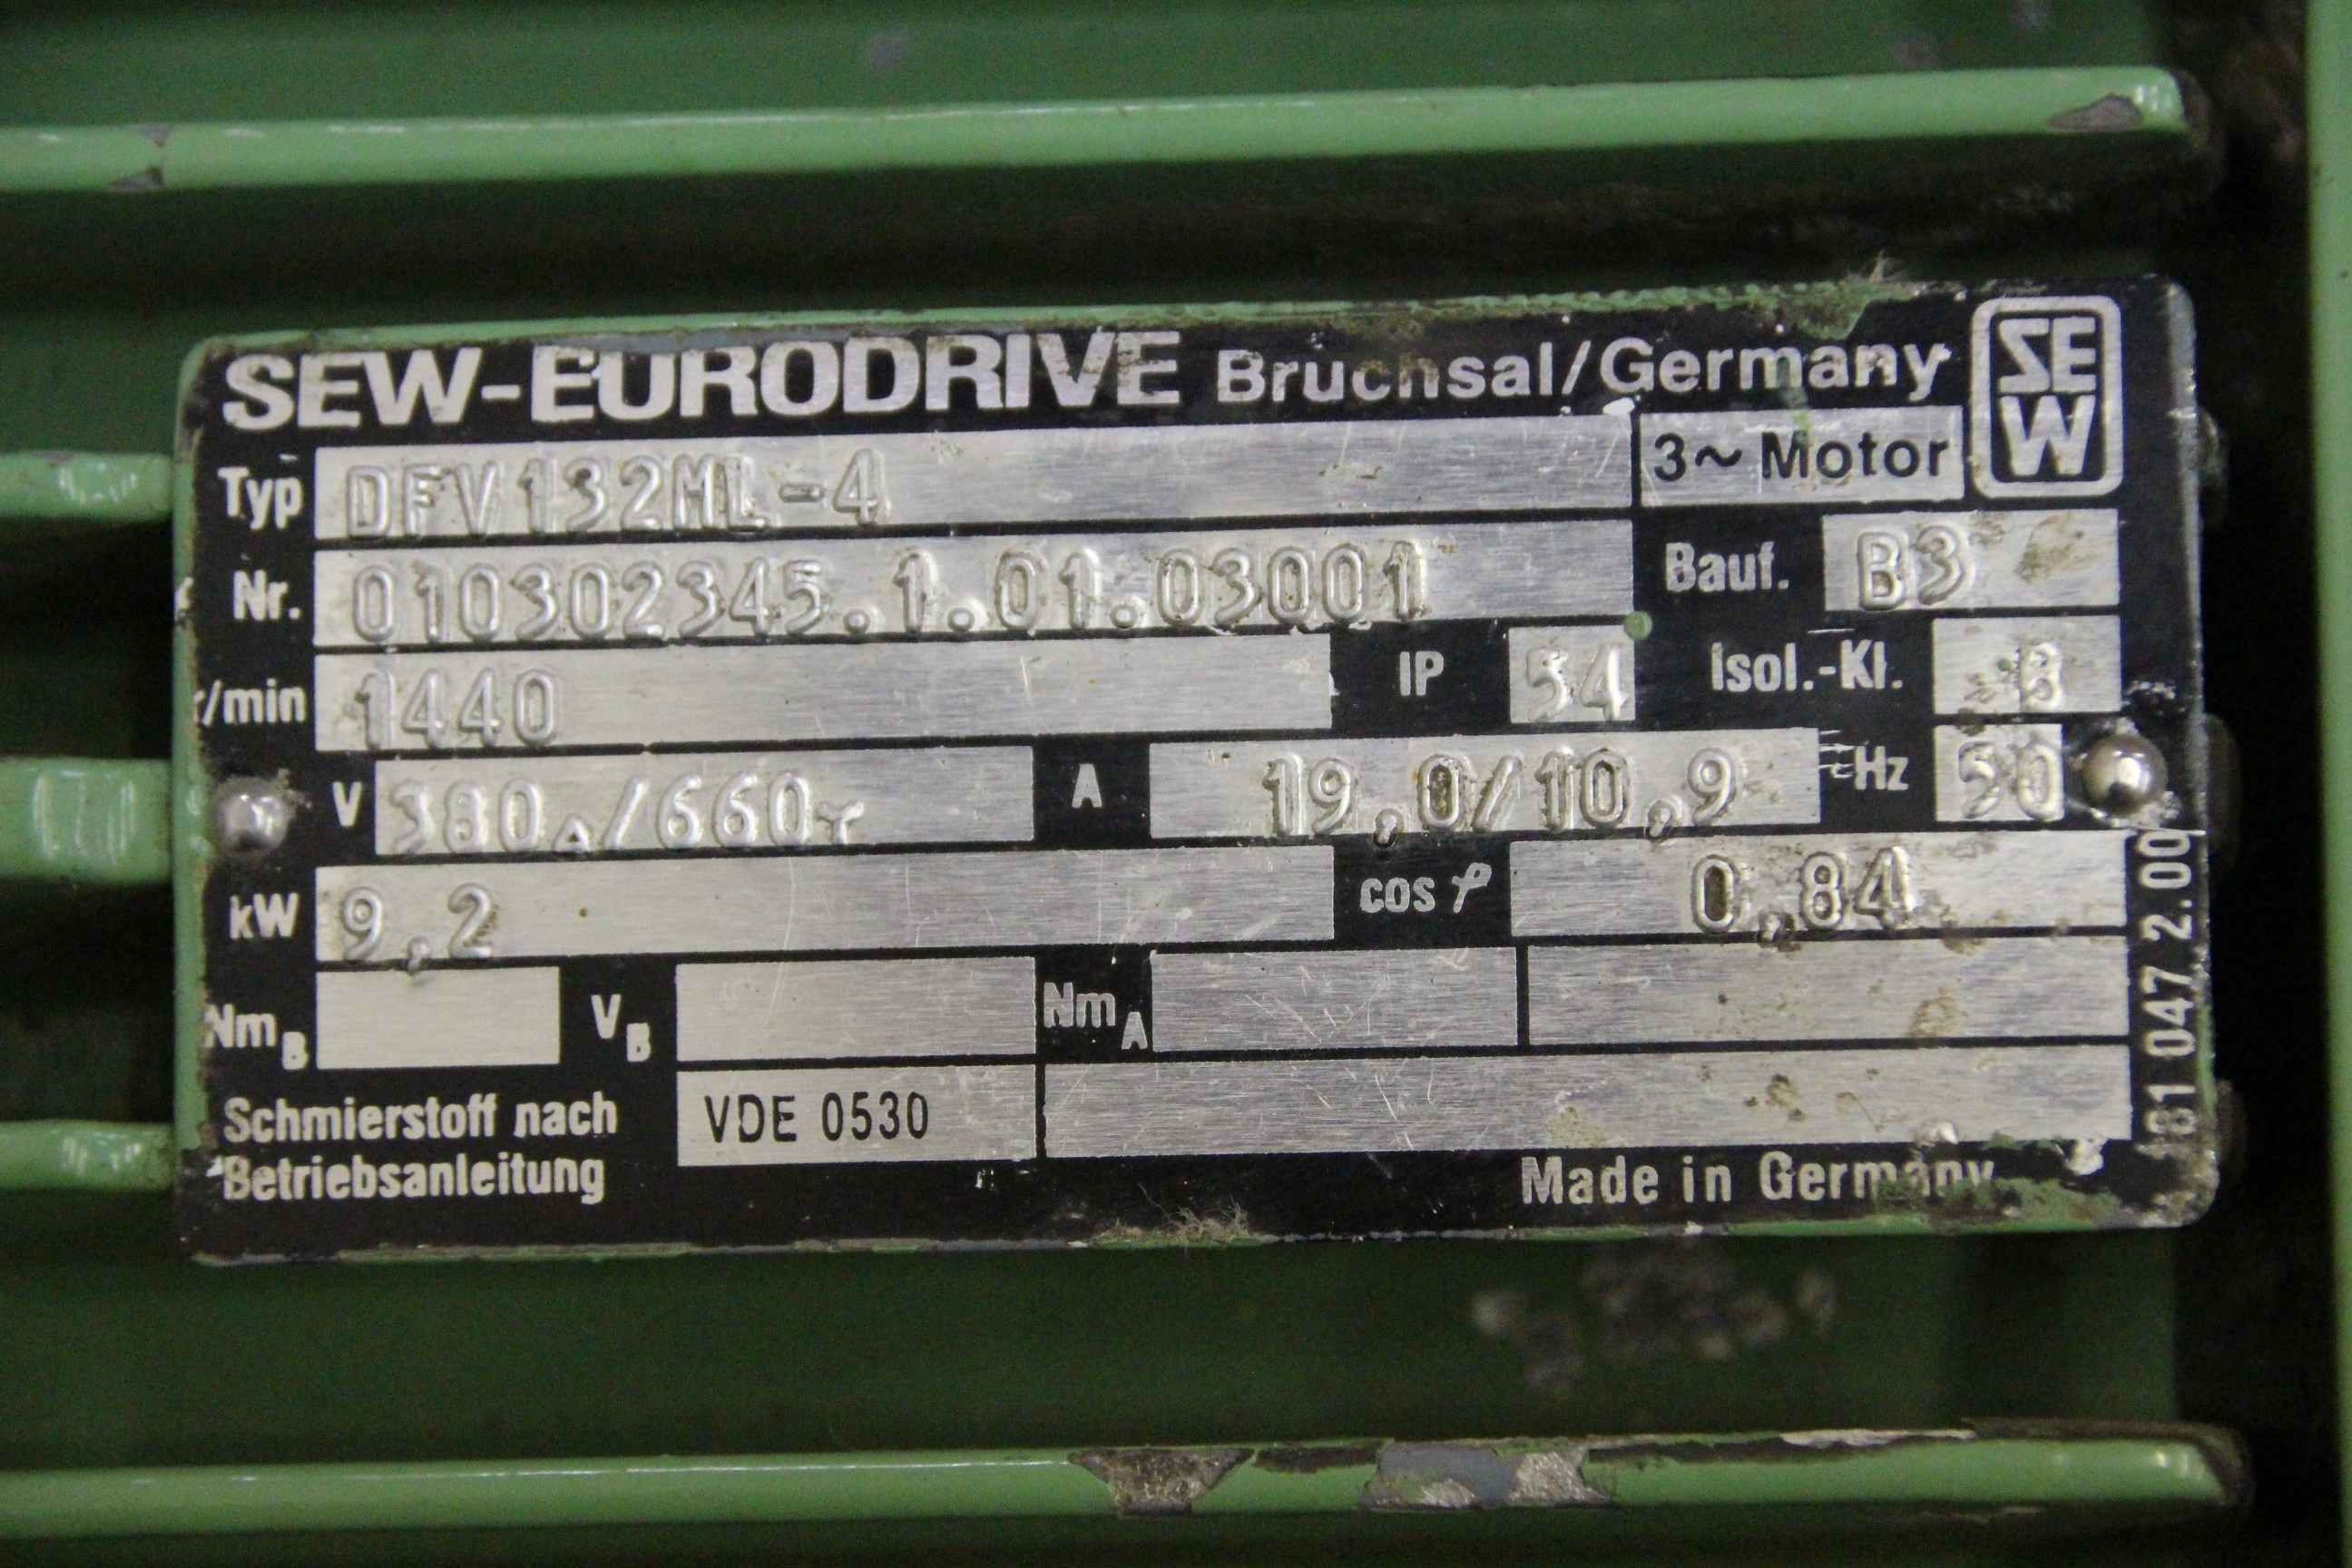 SEW-EURODRIVE Bruchsal/Germany SEW
Typ DFV132ML-4 3~ Motor
Nr. 010302345.1.01.03001 Bauf. B3
r/min 1440 IP 54 Isol.-Kl. B
V 380△/660Y A 19,0/10,9 Hz 50
kW 9,2 cos φ 0,84
NmB VB NmA
Schmierstoff nach
Betriebsanleitung
VDE 0530
Made in Germany
181 047 2.00